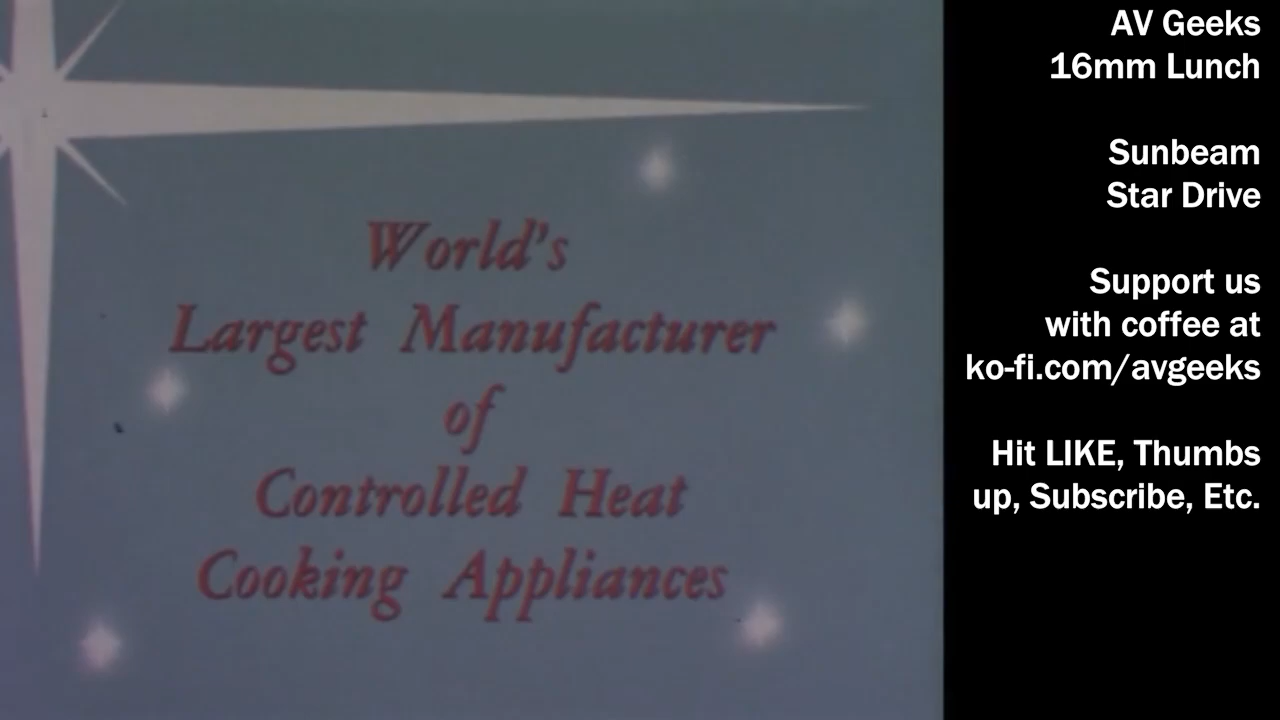 World's
Largest Manufacturer
of
Controlled Heat
Cooking Appliances
AV Geeks
16mm Lunch
Sunbeam
Star Drive
Support us
with coffee at
ko-fi.com/avgeeks
Hit LIKE, Thumbs
up, Subscribe, Etc.